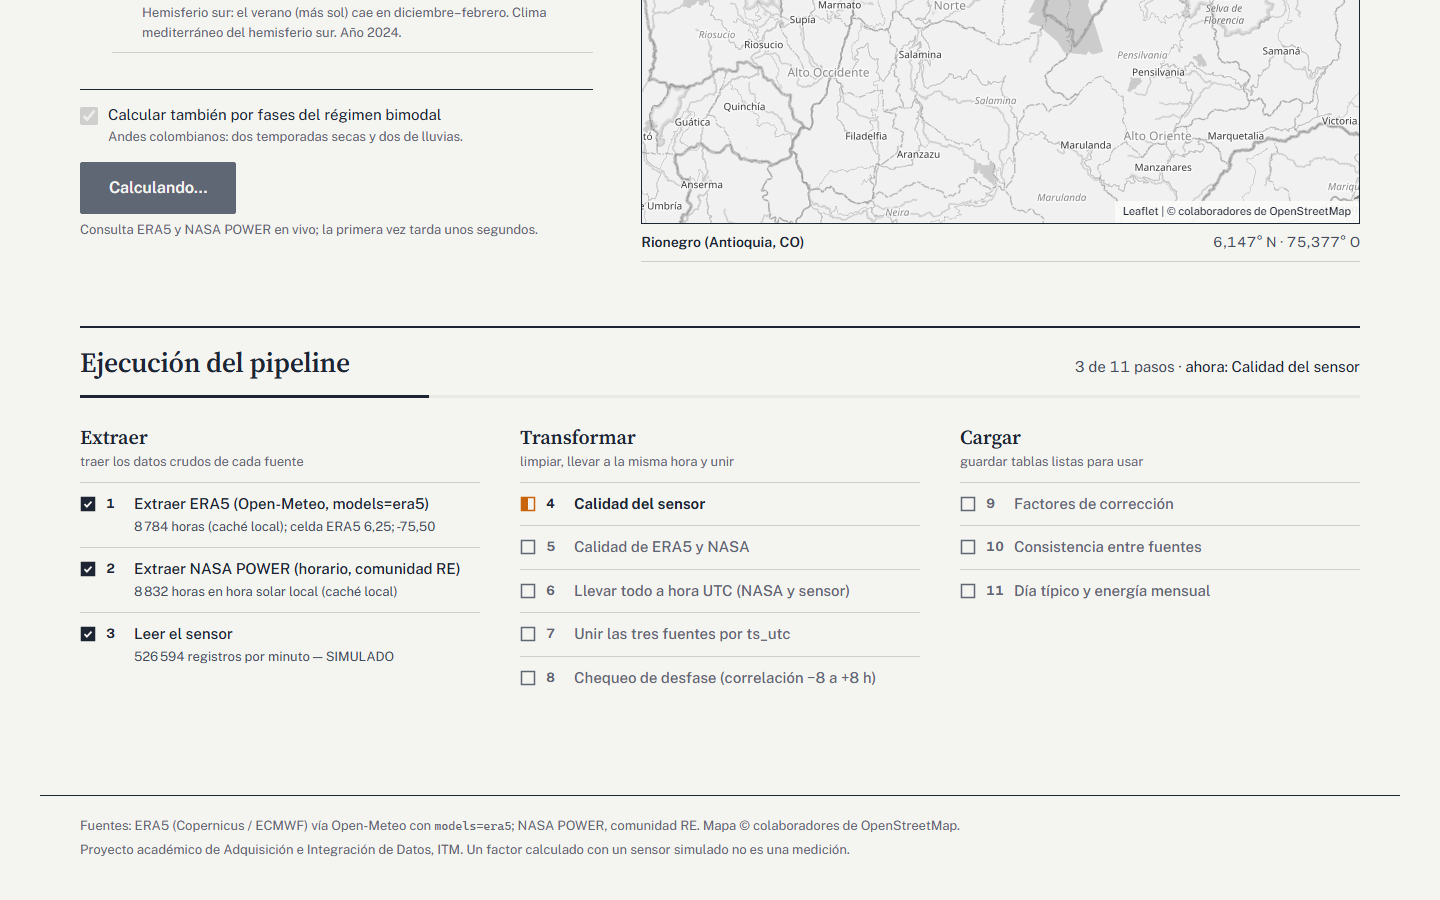 Hemisferio sur: el verano (más sol) cae en diciembre–febrero. Clima
mediterráneo del hemisferio sur. Año 2024.
Calcular también por fases del régimen bimodal
Andes colombianos: dos temporadas secas y dos de lluvias.
Calculando…
Consulta ERA5 y NASA POWER en vivo; la primera vez tarda unos segundos.
Marmato
Norte
Selva de
Florencia
Supía
Riosucio
Riosucio
Salamina
Pensilvania
Samaná
Alto Occidente
Pensilvania
Quinchía
Salamina
Guática
Victoria
tó
Filadelfia
Alto Oriente
Marquetalia
Marulanda
Aranzazu
Manzanares
Anserma
Mariqu
Marulanda
e Umbría
Neira
Leaflet | © colaboradores de OpenStreetMap
Rionegro (Antioquia, CO)
6,147° N · 75,377° O
Ejecución del pipeline
3 de 11 pasos · ahora: Calidad del sensor
Extraer
traer los datos crudos de cada fuente
1 Extraer ERA5 (Open-Meteo, models=era5)
8 784 horas (caché local); celda ERA5 6,25; -75,50
2 Extraer NASA POWER (horario, comunidad RE)
8 832 horas en hora solar local (caché local)
3 Leer el sensor
526 594 registros por minuto — SIMULADO
Transformar
limpiar, llevar a la misma hora y unir
4 Calidad del sensor
5 Calidad de ERA5 y NASA
6 Llevar todo a hora UTC (NASA y sensor)
7 Unir las tres fuentes por ts_utc
8 Chequeo de desfase (correlación −8 a +8 h)
Cargar
guardar tablas listas para usar
9 Factores de corrección
10 Consistencia entre fuentes
11 Día típico y energía mensual
Fuentes: ERA5 (Copernicus / ECMWF) vía Open-Meteo con models=era5; NASA POWER, comunidad RE. Mapa © colaboradores de OpenStreetMap.
Proyecto académico de Adquisición e Integración de Datos, ITM. Un factor calculado con un sensor simulado no es una medición.